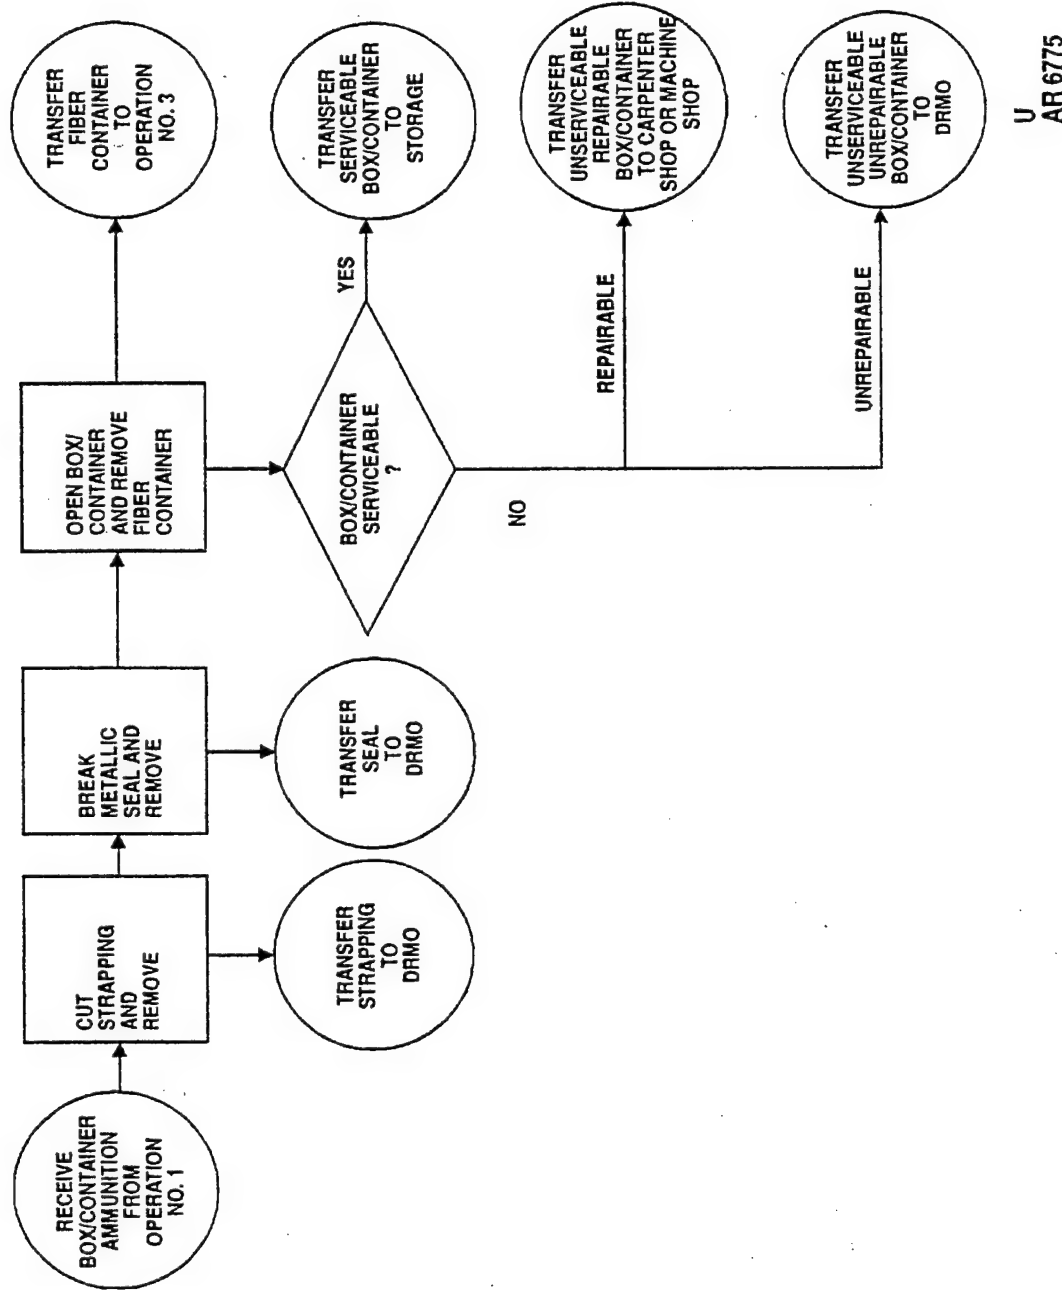 RECEIVE
BOX/CONTAINER
AMMUNITION
FROM
OPERATION
NO. 1
CUT
STRAPPING
AND
REMOVE
BREAK
METALLIC
SEAL AND
REMOVE
OPEN BOX/
CONTAINER
AND REMOVE
FIBER
CONTAINER
TRANSFER
FIBER
CONTAINER
TO
OPERATION
NO. 3
TRANSFER
STRAPPING
TO
DRMO
TRANSFER
SEAL
TO
DRMO
BOX/CONTAINER
SERVICEABLE
?
YES
TRANSFER
SERVICEABLE
BOX/CONTAINER
TO
STORAGE
NO
REPAIRABLE
TRANSFER
UNSERVICEABLE
REPAIRABLE
BOX/CONTAINER
TO CARPENTER
SHOP OR MACHINE
SHOP
UNREPAIRABLE
TRANSFER
UNSERVICEABLE
UNREPAIRABLE
BOX/CONTAINER
TO
DRMO
U
AR 6775